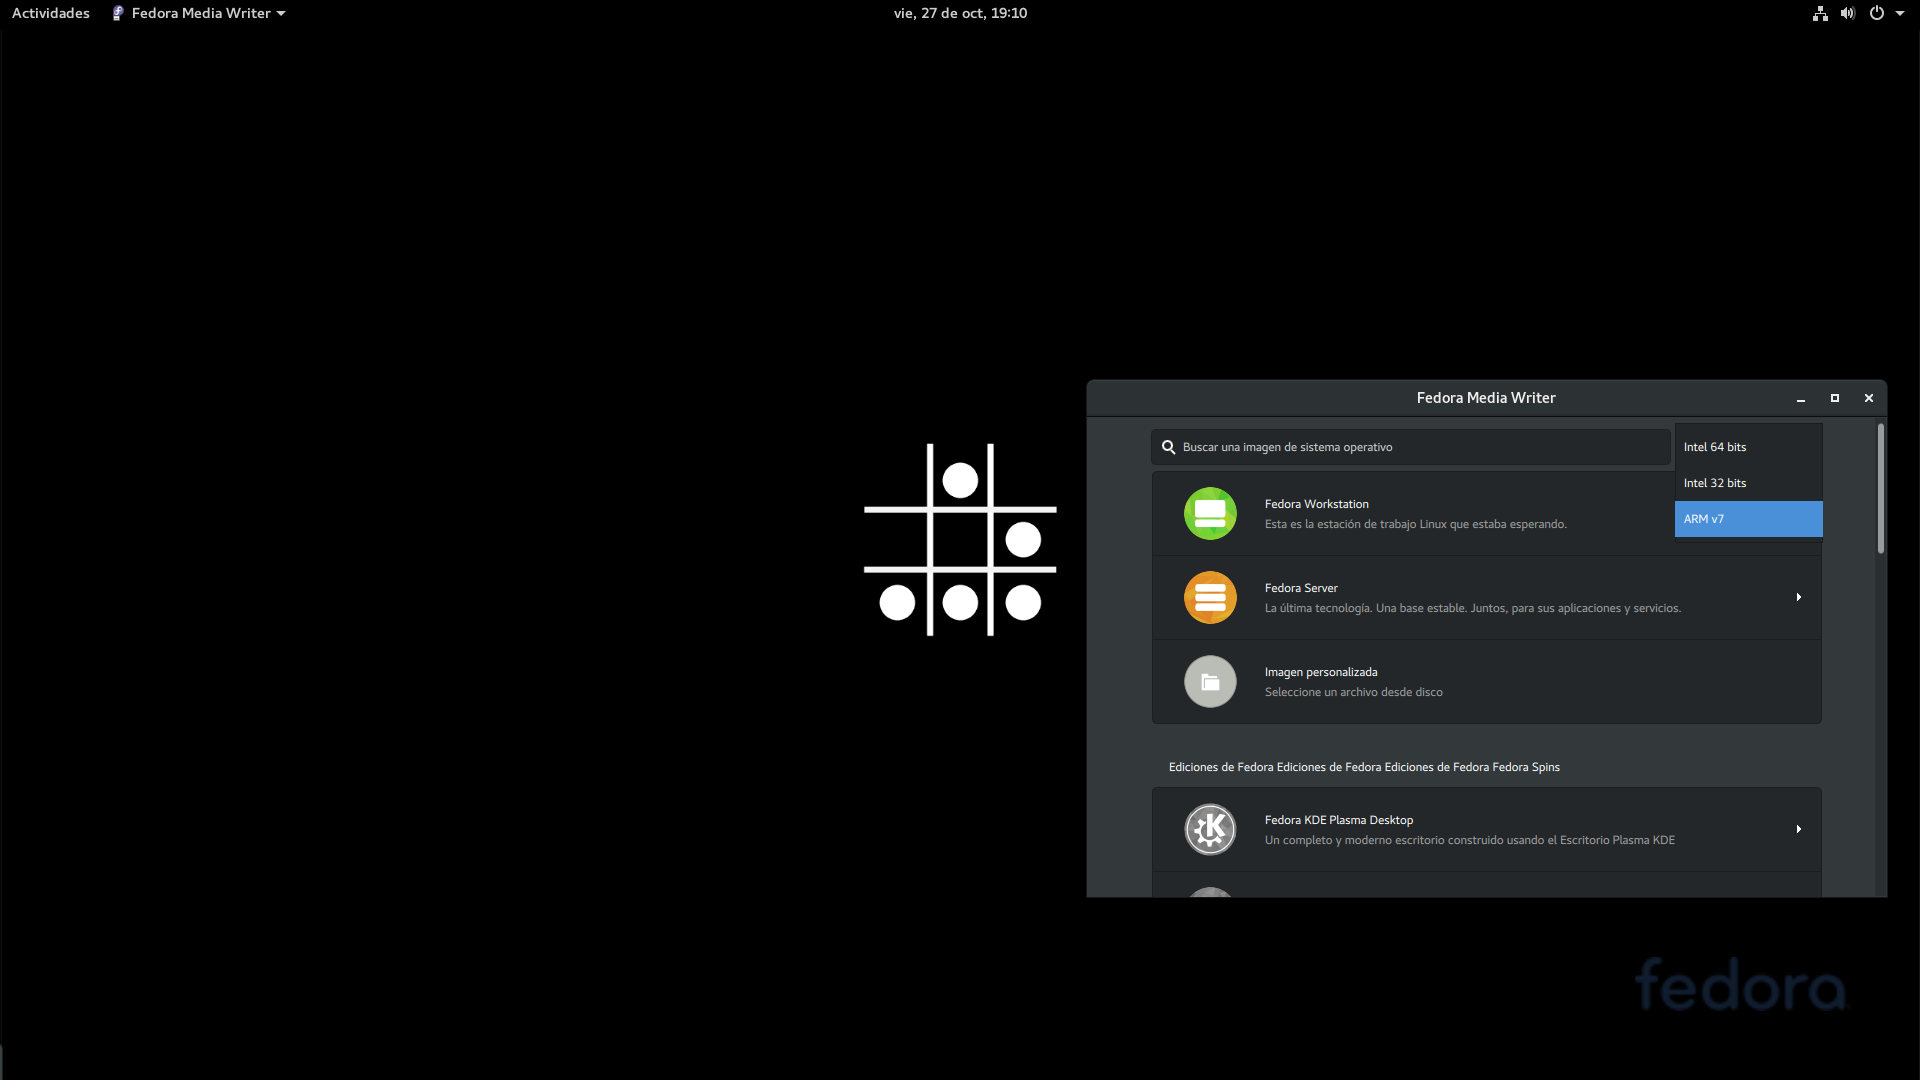 Actividades
Fedora Media Writer
vie, 27 de oct, 19:10
Fedora Media Writer
Buscar una imagen de sistema operativo
Intel 64 bits
Intel 32 bits
ARM v7
Fedora Workstation
Esta es la estación de trabajo Linux que estaba esperando.
Fedora Server
La última tecnología. Una base estable. Juntos, para sus aplicaciones y servicios.
Imagen personalizada
Seleccione un archivo desde disco
Ediciones de Fedora Ediciones de Fedora Ediciones de Fedora Fedora Spins
Fedora KDE Plasma Desktop
Un completo y moderno escritorio construido usando el Escritorio Plasma KDE
fedora